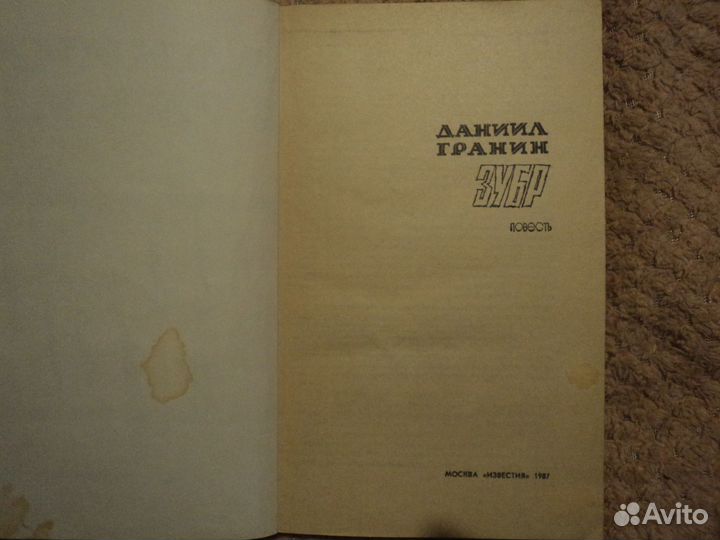 ДАНИИЛ
ГРАНИН
ЗУБР
ПОВЕСТЬ
МОСКВА «ИЗВЕСТИЯ» 1987
Avito